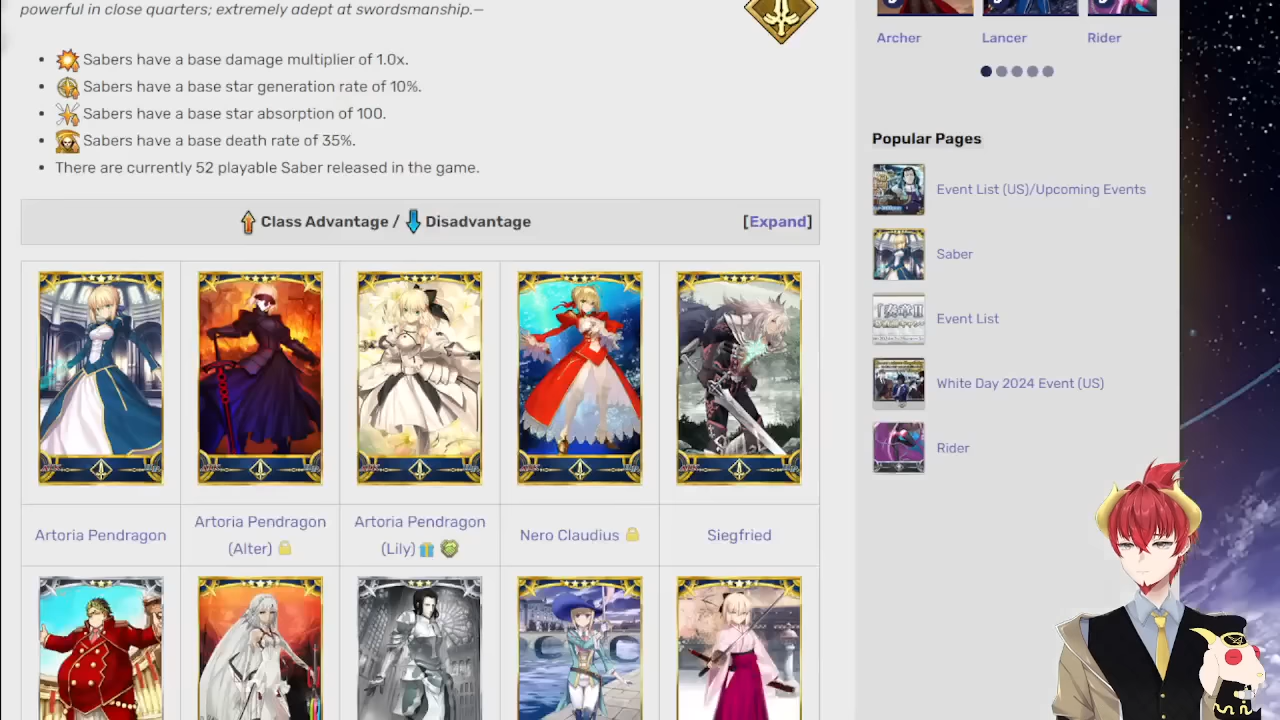 powerful in close quarters; extremely adept at swordsmanship.—
Sabers have a base damage multiplier of 1.0x.
Sabers have a base star generation rate of 10%.
Sabers have a base star absorption of 100.
Sabers have a base death rate of 35%.
There are currently 52 playable Saber released in the game.
Class Advantage / Disadvantage
[Expand]
Artoria Pendragon
Artoria Pendragon
(Alter)
Artoria Pendragon
(Lily)
Nero Claudius
Siegfried
Archer
Lancer
Rider
Popular Pages
Event List (US)/Upcoming Events
Saber
Event List
White Day 2024 Event (US)
Rider